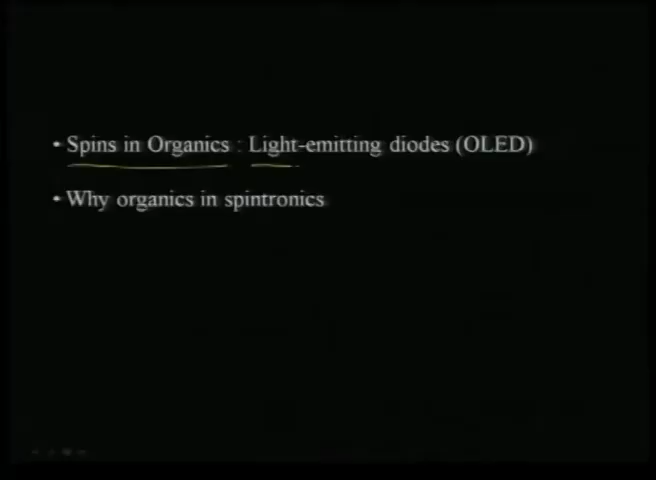 • Spins in Organics : Light-emitting diodes (OLED)
• Why organics in spintronics